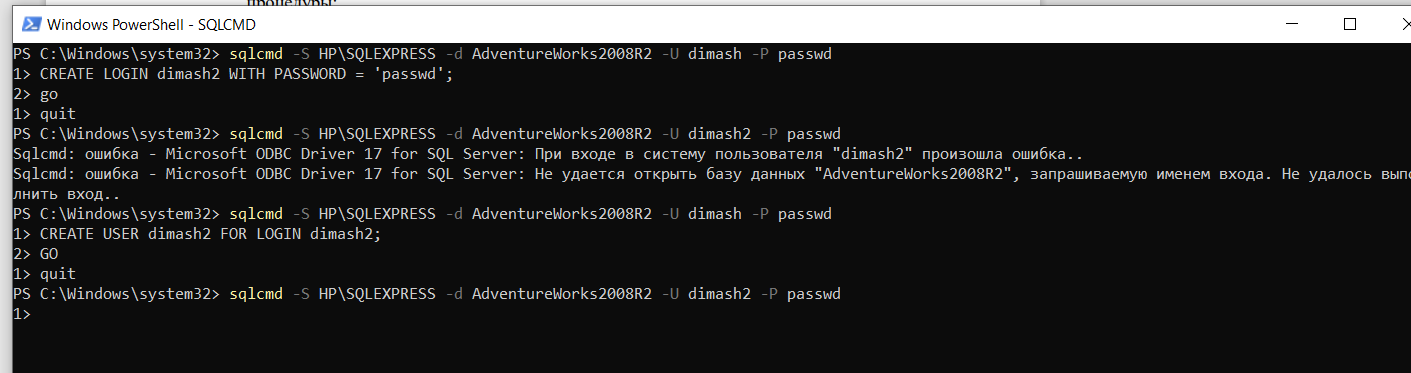 процедуры:
Windows PowerShell - SQLCMD
PS C:\Windows\system32> sqlcmd -S HP\SQLEXPRESS -d AdventureWorks2008R2 -U dimash -P passwd
1> CREATE LOGIN dimash2 WITH PASSWORD = 'passwd';
2> go
1> quit
PS C:\Windows\system32> sqlcmd -S HP\SQLEXPRESS -d AdventureWorks2008R2 -U dimash2 -P passwd
Sqlcmd: ошибка - Microsoft ODBC Driver 17 for SQL Server: При входе в систему пользователя "dimash2" произошла ошибка..
Sqlcmd: ошибка - Microsoft ODBC Driver 17 for SQL Server: Не удается открыть базу данных "AdventureWorks2008R2", запрашиваемую именем входа. Не удалось выпо
лнить вход..
PS C:\Windows\system32> sqlcmd -S HP\SQLEXPRESS -d AdventureWorks2008R2 -U dimash -P passwd
1> CREATE USER dimash2 FOR LOGIN dimash2;
2> GO
1> quit
PS C:\Windows\system32> sqlcmd -S HP\SQLEXPRESS -d AdventureWorks2008R2 -U dimash2 -P passwd
1>